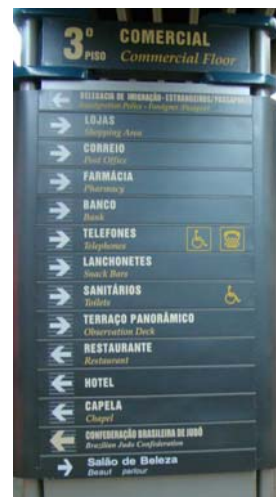 3º PISO
COMERCIAL
Commercial Floor
DELEGACIA DE IMIGRAÇÃO - ESTRANGEIROS/PASSAPORTE
Immigration Police - Foreigner/Passport
LOJAS
Shopping Area
CORREIO
Post Office
FARMÁCIA
Pharmacy
BANCO
Bank
TELEFONES
Telephones
LANCHONETES
Snack Bars
SANITÁRIOS
Toilets
TERRAÇO PANORÂMICO
Observation Deck
RESTAURANTE
Restaurant
HOTEL
CAPELA
Chapel
CONFEDERAÇÃO BRASILEIRA DE JUDÔ
Brazilian Judo Confederation
Salão de Beleza
Beaut parlour